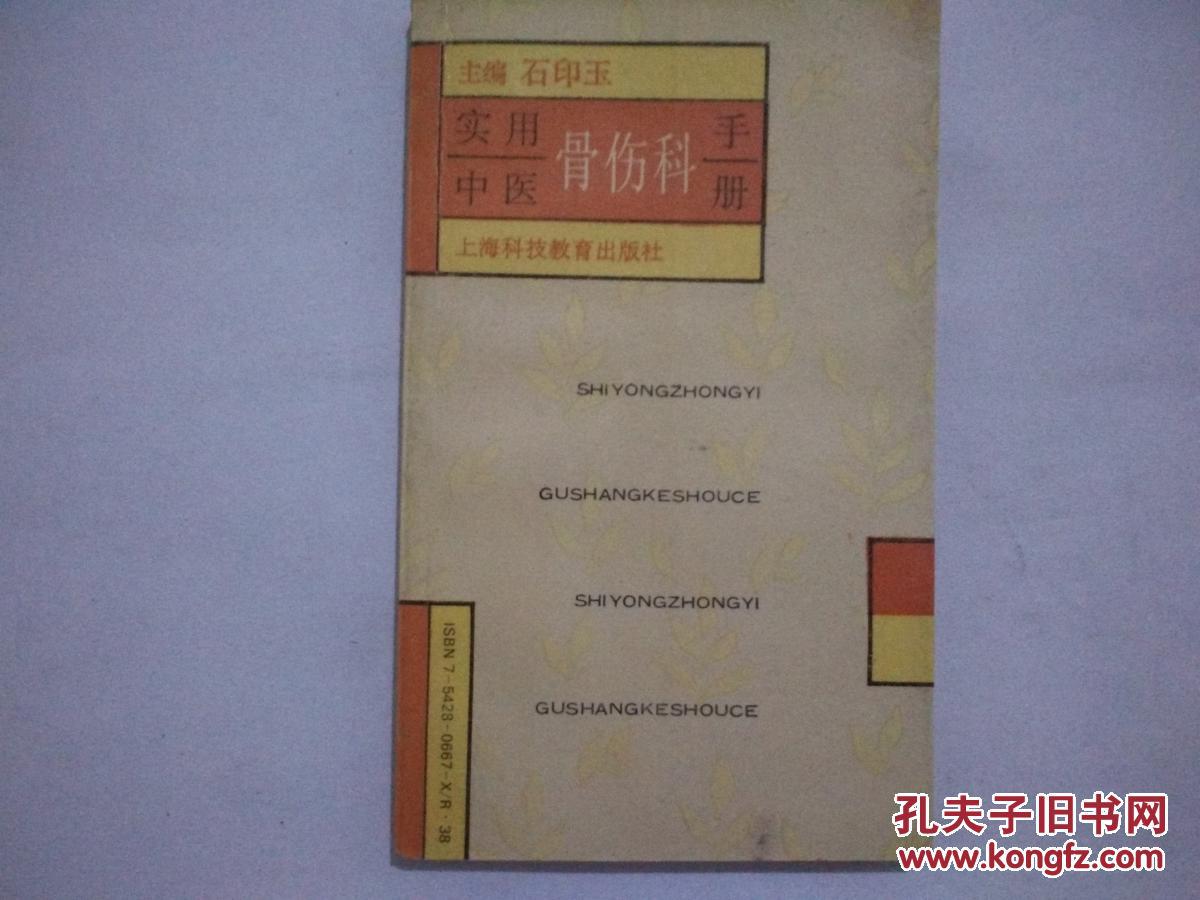 主编 石印玉
实用中医骨伤科手册
上海科技教育出版社
SHIYONGZHONGYI
GUSHANGKESHOUCE
SHIYONGZHONGYI
GUSHANGKESHOUCE
ISBN 7-5428-0667-X/R·38
孔夫子旧书网
www.kongfz.com